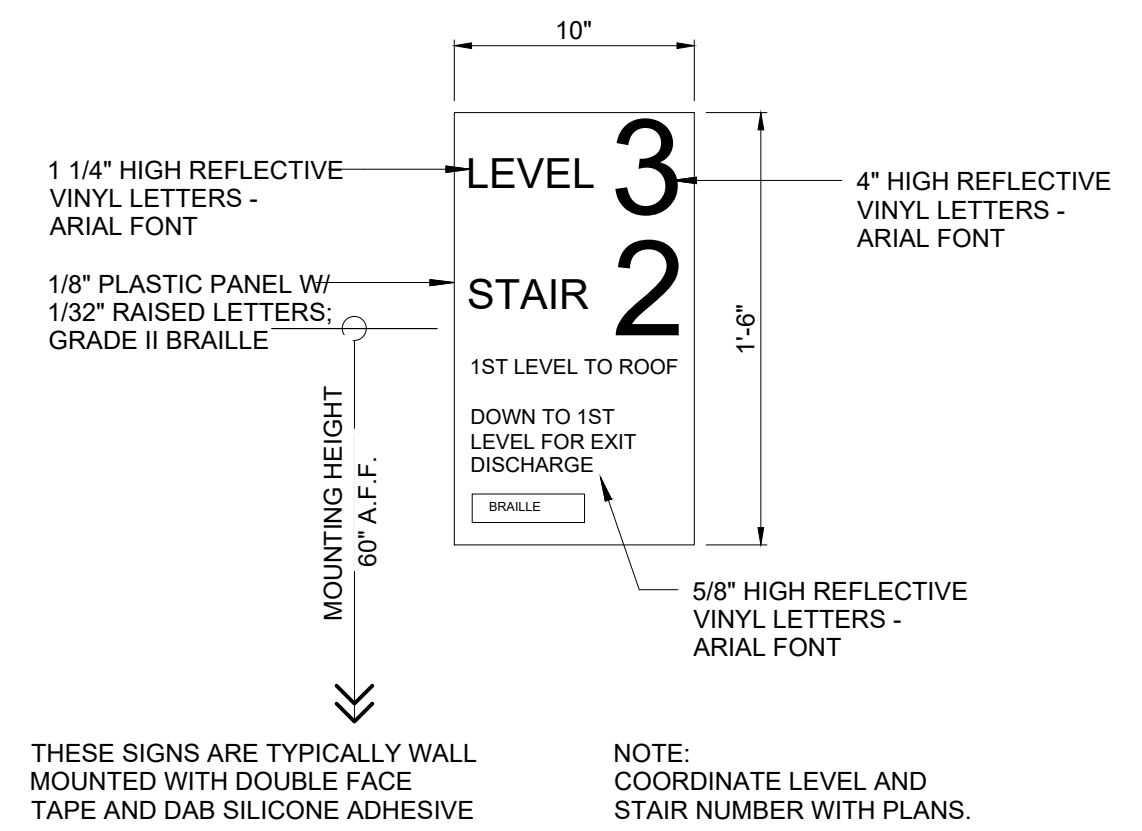 10"
1 1/4" HIGH REFLECTIVE
VINYL LETTERS -
ARIAL FONT
LEVEL 3
4" HIGH REFLECTIVE
VINYL LETTERS -
ARIAL FONT
1/8" PLASTIC PANEL W/
1/32" RAISED LETTERS;
GRADE II BRAILLE
STAIR 2
1'-6"
1ST LEVEL TO ROOF
DOWN TO 1ST
LEVEL FOR EXIT
DISCHARGE
BRAILLE
MOUNTING HEIGHT
60" A.F.F.
5/8" HIGH REFLECTIVE
VINYL LETTERS -
ARIAL FONT
THESE SIGNS ARE TYPICALLY WALL
MOUNTED WITH DOUBLE FACE
TAPE AND DAB SILICONE ADHESIVE
NOTE:
COORDINATE LEVEL AND
STAIR NUMBER WITH PLANS.